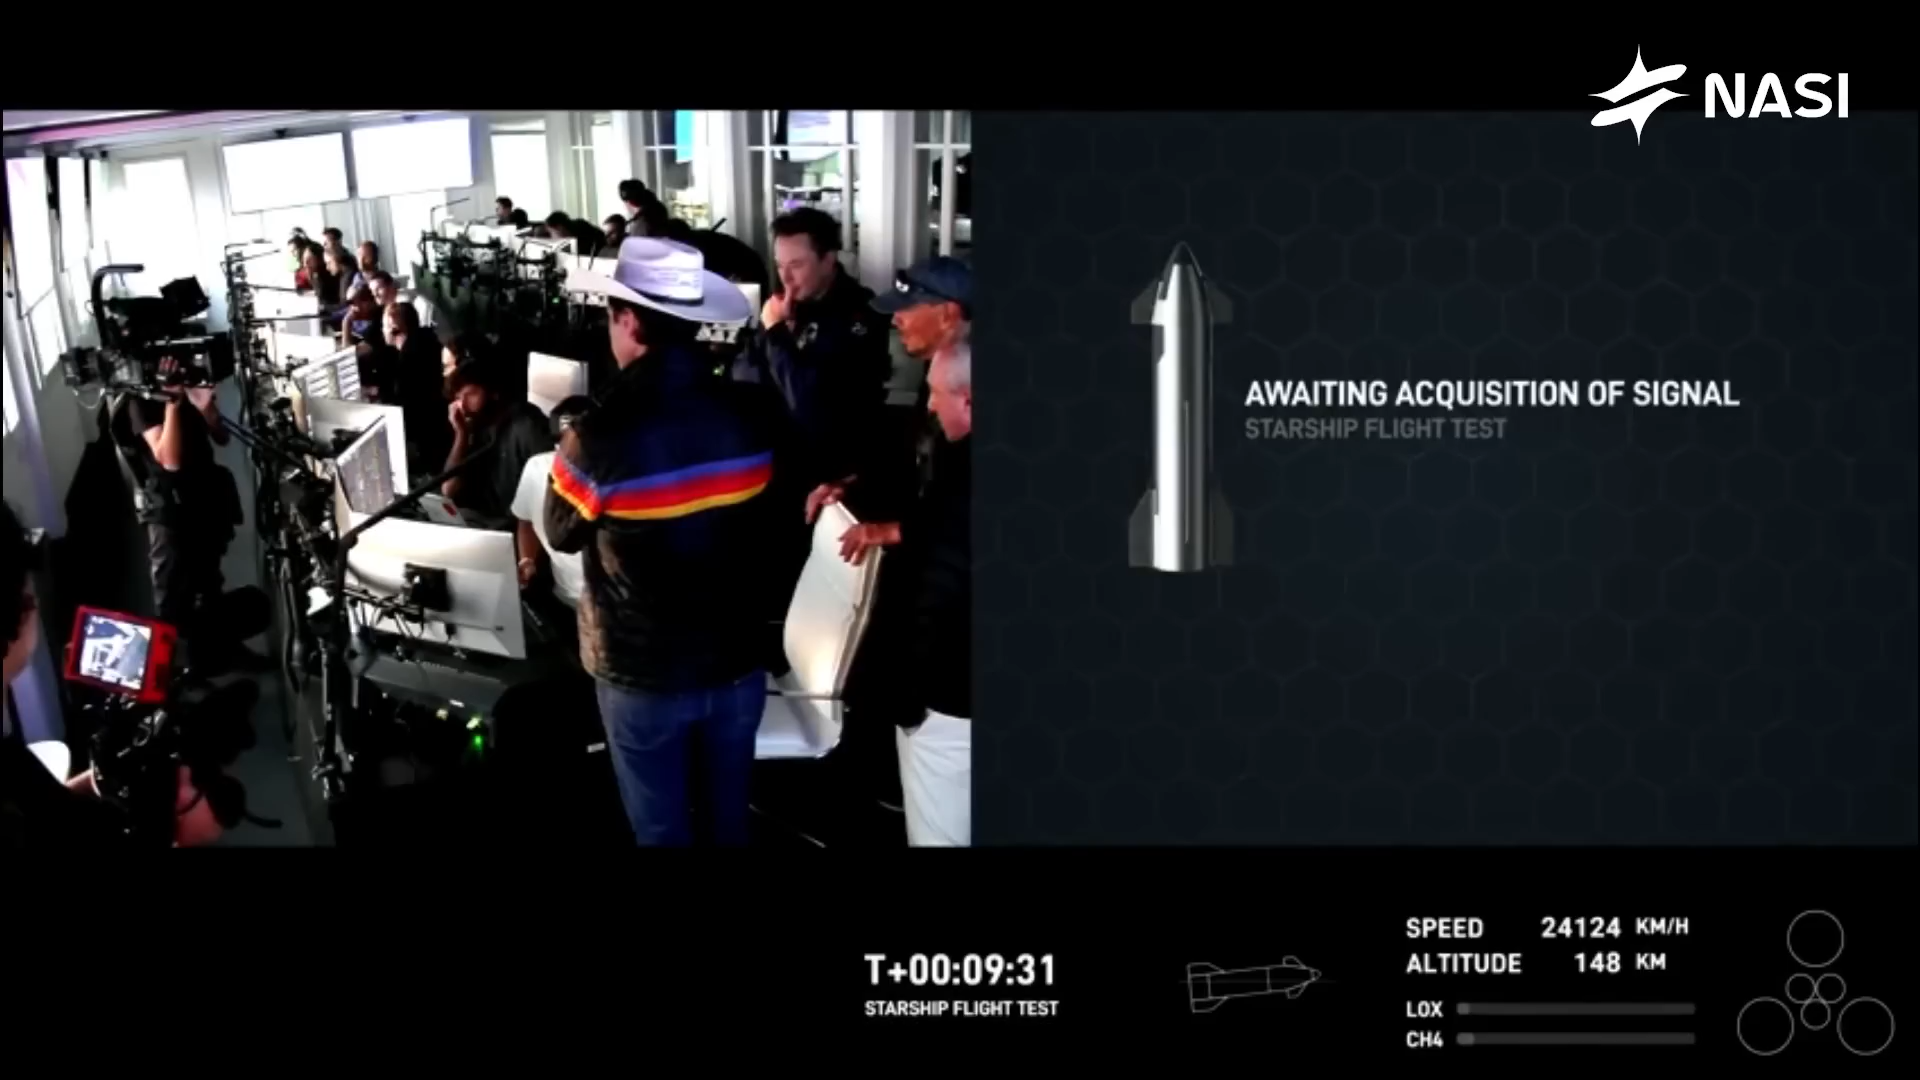 NASI
AWAITING ACQUISITION OF SIGNAL
STARSHIP FLIGHT TEST
T+00:09:31
STARSHIP FLIGHT TEST
SPEED 24124 KM/H
ALTITUDE 148 KM
LOX
CH4